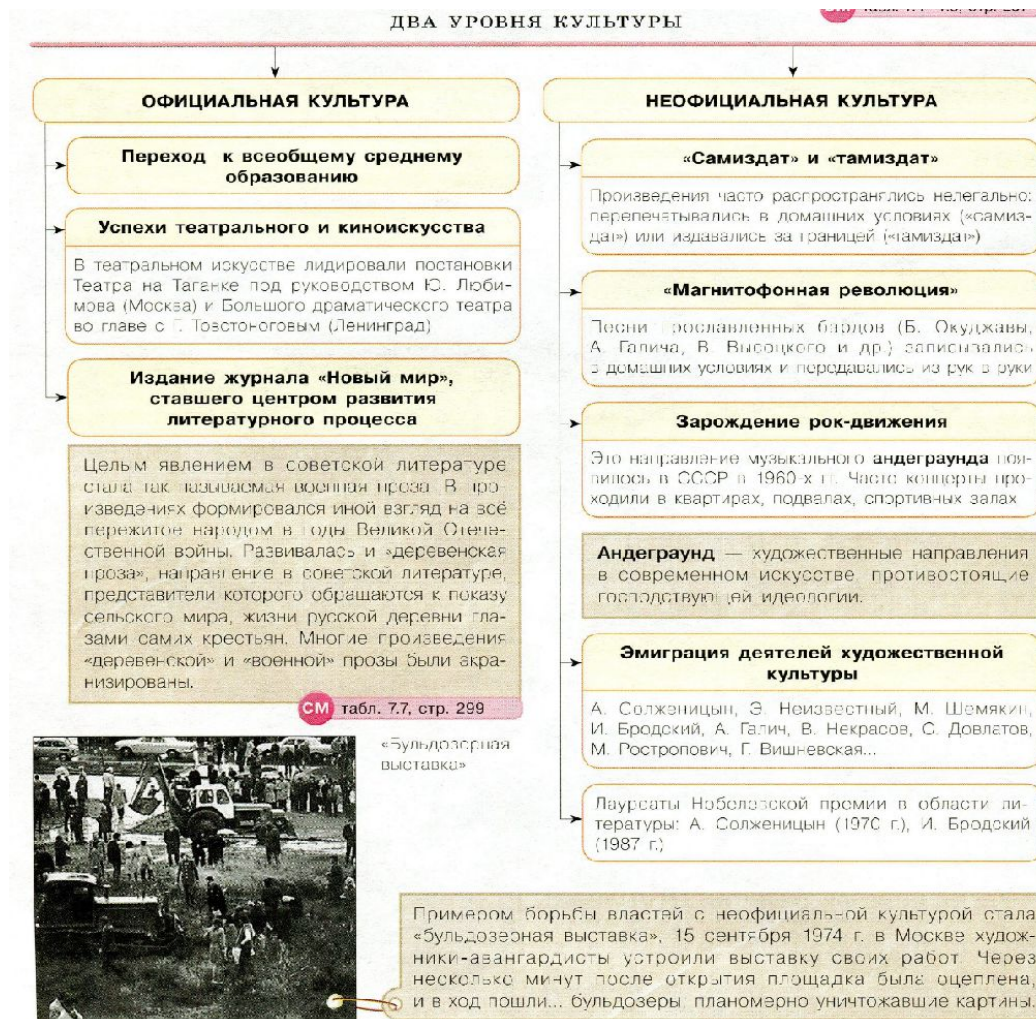 ДВА УРОВНЯ КУЛЬТУРЫ
ОФИЦИАЛЬНАЯ КУЛЬТУРА
Переход к всеобщему среднему
образованию
Успехи театрального и киноискусства
В театральном искусстве лидировали постановки
Театра на Таганке под руководством Ю. Люби-
мова (Москва) и Большого драматического театра
во главе с Г. Товстоноговым (Ленинград)
Издание журнала «Новый мир»,
ставшего центром развития
литературного процесса
Целым явлением в советской литературе
стала так называемая военная проза. В про-
изведениях формировался иной взгляд на всё
пережитое народом в годы Великой Отече-
ственной войны. Развивалась и «деревенская
проза», направление в советской литературе,
представители которого обращаются к показу
сельского мира, жизни русской деревни гла-
зами самих крестьян. Многие произведения
«деревенской» и «военной» прозы были экра-
низированы.
СМ табл. 7.7, стр. 299
«Бульдозерная
выставка»
НЕОФИЦИАЛЬНАЯ КУЛЬТУРА
«Самиздат» и «тамиздат»
Произведения часто распространялись нелегально:
перепечатывались в домашних условиях («самиз-
дат») или издавались за границей («тамиздат»)
«Магнитофонная революция»
Песни прославленных бардов (Б. Окуджавы,
А. Галича, В. Высоцкого и др.) записывались
в домашних условиях и передавались из рук в руки
Зарождение рок-движения
Это направление музыкального андеграунда поя-
вилось в СССР в 1960-х гг. Часто концерты про-
ходили в квартирах, подвалах, спортивных залах
Андеграунд — художественные направления
в современном искусстве, противостоящие
господствующей идеологии.
Эмиграция деятелей художественной
культуры
А. Солженицын, Э. Неизвестный, М. Шемякин,
И. Бродский, А. Галич, В. Некрасов, С. Довлатов,
М. Ростропович, Г. Вишневская...
Лауреаты Нобелевской премии в области ли-
тературы: А. Солженицын (1970 г.), И. Бродский
(1987 г.)
Примером борьбы властей с неофициальной культурой стала
«бульдозерная выставка», 15 сентября 1974 г. в Москве худож-
ники-авангардисты устроили выставку своих работ. Через
несколько минут после открытия площадка была оцеплена,
и в ход пошли... бульдозеры, планомерно уничтожавшие картины.